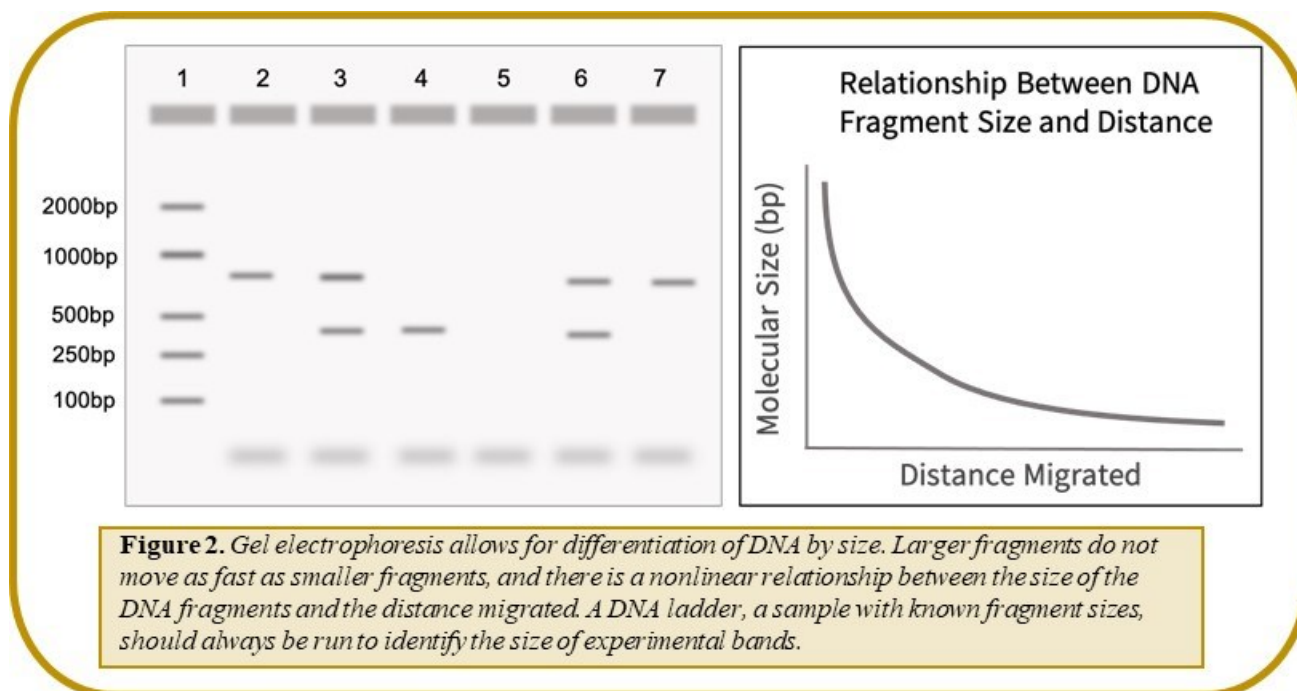 1 2 3 4 5 6 7
2000bp
1000bp
500bp
250bp
100bp
Relationship Between DNA
Fragment Size and Distance
Molecular Size (bp)
Distance Migrated
Figure 2. Gel electrophoresis allows for differentiation of DNA by size. Larger fragments do not
move as fast as smaller fragments, and there is a nonlinear relationship between the size of the
DNA fragments and the distance migrated. A DNA ladder, a sample with known fragment sizes,
should always be run to identify the size of experimental bands.